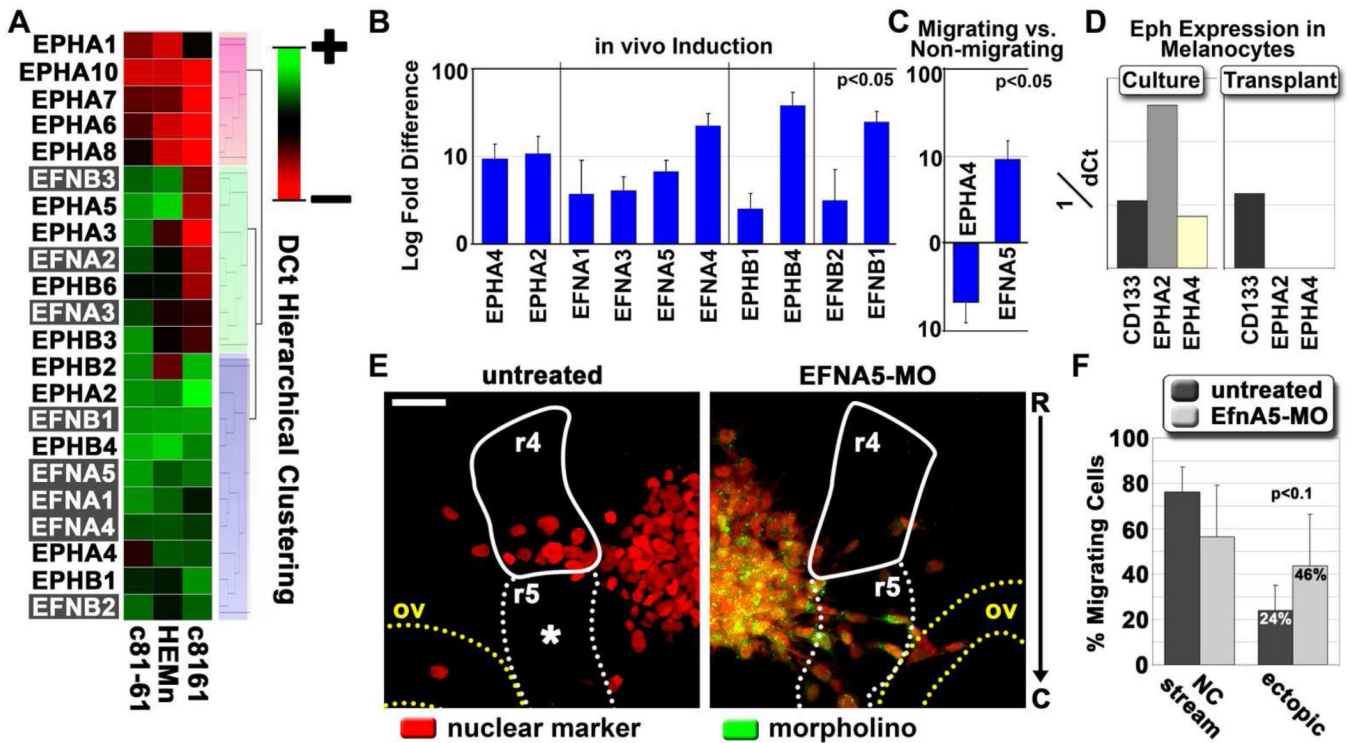 A
EPHA1
EPHA10
EPHA7
EPHA6
EPHA8
EFNB3
EPHA5
EPHA3
EFNA2
EPHB6
EFNA3
EPHB3
EPHB2
EPHA2
EFNB1
EPHB4
EFNA5
EFNA1
EFNA4
EPHA4
EPHB1
EFNB2
c81-61
HEMn
c8161
+
−
DCt Hierarchical Clustering
B
in vivo Induction
p<0.05
Log Fold Difference
100
10
0
EPHA4
EPHA2
EFNA1
EFNA3
EFNA5
EFNA4
EPHB1
EPHB4
EFNB2
EFNB1
C
Migrating vs.
Non-migrating
p<0.05
100
10
0
10
EPHA4
EFNA5
D
Eph Expression in
Melanocytes
Culture
Transplant
1/dCt
CD133
EPHA2
EPHA4
CD133
EPHA2
EPHA4
E
untreated
EFNA5-MO
r4
r5
ov
*
r4
r5
ov
R
C
nuclear marker
morpholino
F
untreated
EfnA5-MO
% Migrating Cells
100
80
60
40
20
0
p<0.1
24%
46%
NC
stream
ectopic